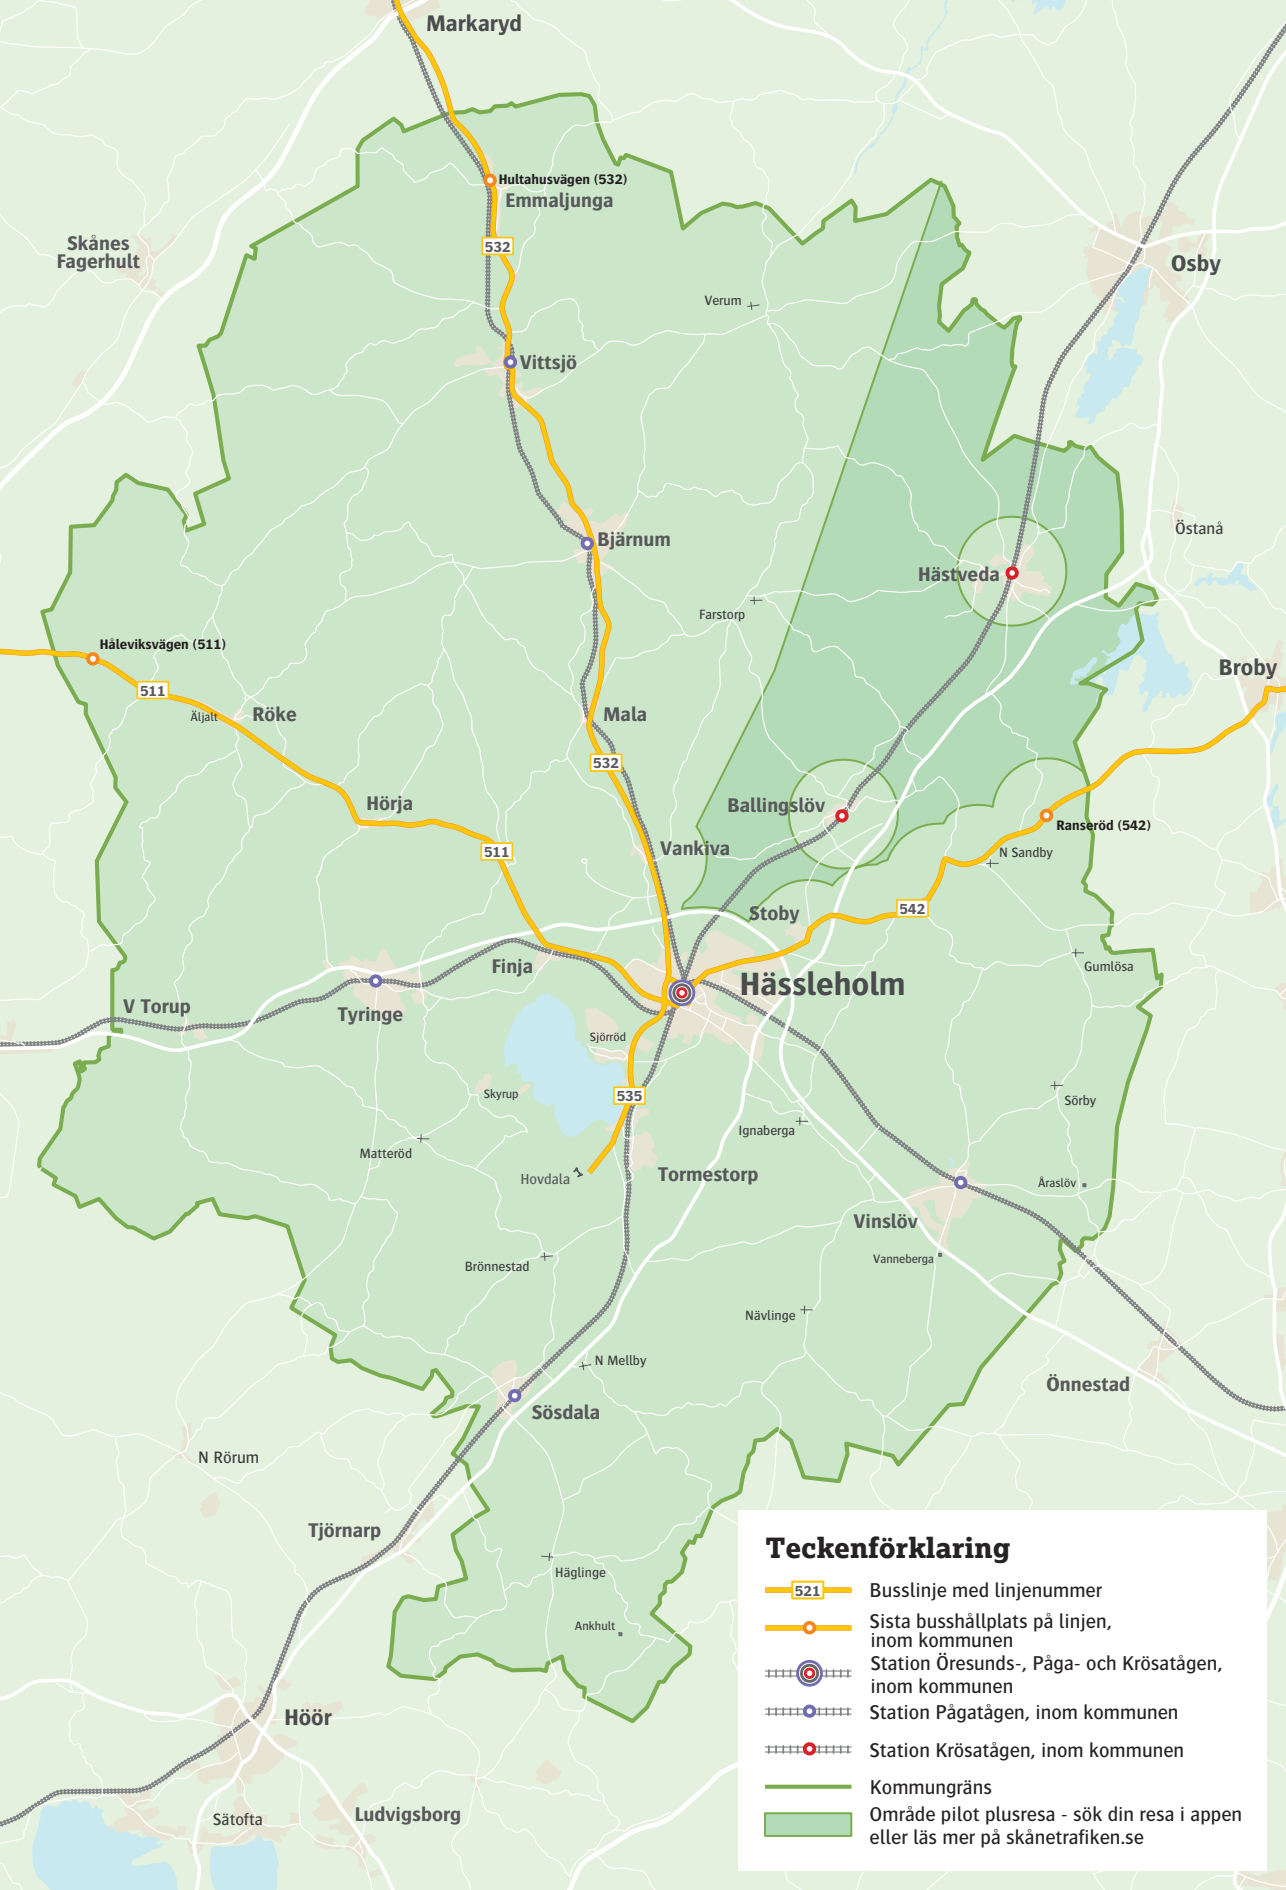 Markaryd
Hultahusvägen (532)
Emmaljunga
532
Skånes
Fagerhult
Osby
Verum
Vittsjö
Östanå
Bjärnum
Hästveda
Farstorp
Håleviksvägen (511)
Broby
511
Äljalt
Röke
Mala
532
Hörja
Ballingslöv
Ranseröd (542)
511
Vankiva
N Sandby
542
Stoby
Finja
Gumlösa
Hässleholm
V Torup
Tyringe
Sjörröd
Skyrup
535
Sörby
Ignaberga
Matteröd
Hovdala
Tormestorp
Åraslöv
Vinslöv
Vanneberga
Brönnestad
Nävlinge
N Mellby
Önnestad
Sösdala
N Rörum
Tjörnarp
Häglinge
Ankhult
Höör
Sätofta
Ludvigsborg
Teckenförklaring
521
Busslinje med linjenummer
Sista busshållplats på linjen,
inom kommunen
Station Öresunds-, Påga- och Krösatågen,
inom kommunen
Station Pågatågen, inom kommunen
Station Krösatågen, inom kommunen
Kommungräns
Område pilot plusresa - sök din resa i appen
eller läs mer på skånetrafiken.se